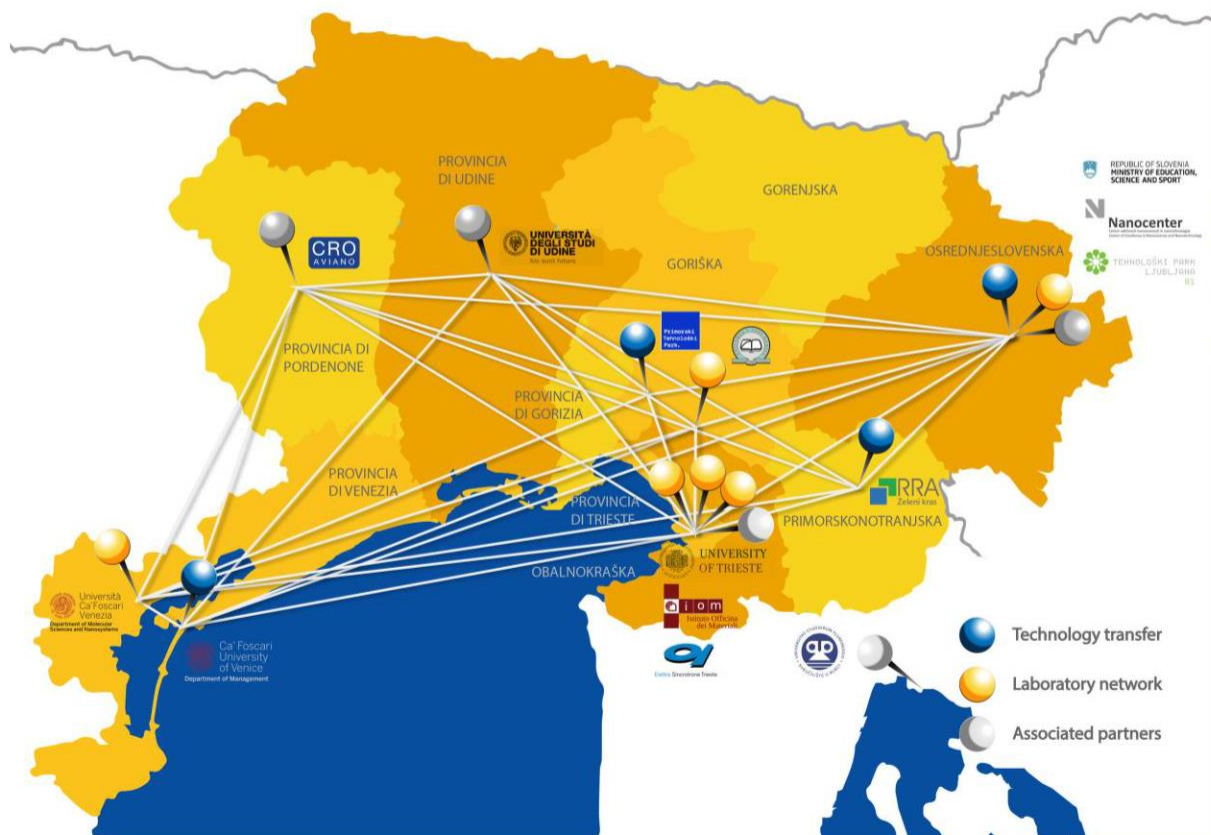 PROVINCIA
DI UDINE
GORENJSKA
REPUBLIC OF SLOVENIA
MINISTRY OF EDUCATION,
SCIENCE AND SPORT
N
Nanocenter
CRO
AVIANO
UNIVERSITÀ
DEGLI STUDI
DI UDINE
hic sunt futura
GORIŠKA
OSREDNJESLOVENSKA
TEHNOLOŠKI PARK
LJUBLJANA
01
Primorski
Tehnološki
Park.
PROVINCIA DI
PORDENONE
PROVINCIA
DI GORIZIA
PROVINCIA
DI VENEZIA
PROVINCIA
DI TRIESTE
RRA
Zeleni kras
PRIMORSKONOTRANJSKA
UNIVERSITY
OF TRIESTE
OBALNOKRAŠKA
Università
Ca'Foscari
Venezia
Department of Molecular
Sciences and Nanosystems
iom
Istituto Officina
dei Materiali
Ca' Foscari
University
of Venice
Department of Management
Elettra Sincrotrone Trieste
Technology transfer
Laboratory network
Associated partners